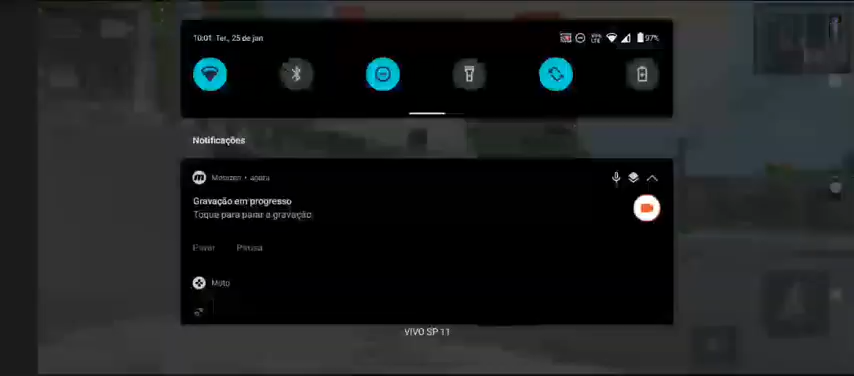 10:01 Ter., 25 de jan
97%
Notificações
Mobizen • agora
Gravação em progresso
Toque para parar a gravação
Parar Pausa
Moto
VIVO SP 11